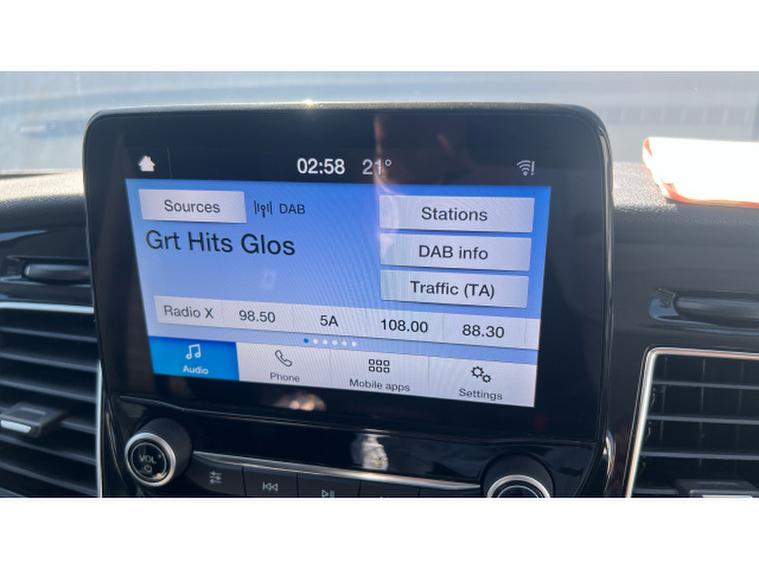 02:58 21°
Sources DAB Stations
Grt Hits Glos
DAB info
Traffic (TA)
Radio X 98.50 5A 108.00 88.30
Audio Phone Mobile apps Settings
VOL